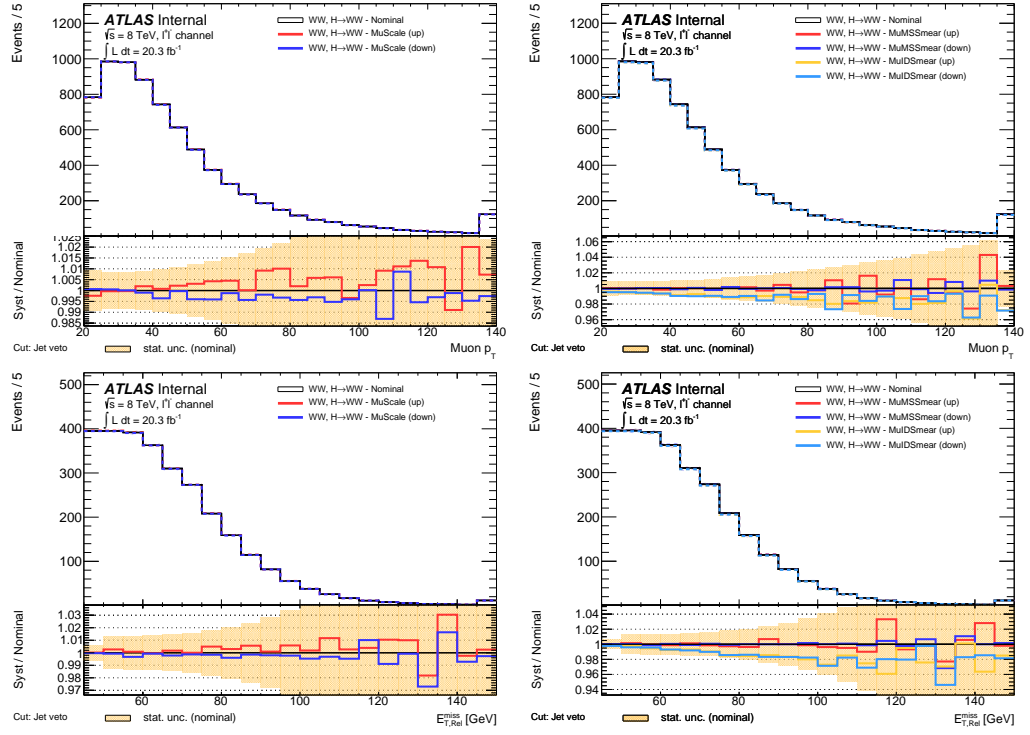 Events / 5
1200
1000
800
600
400
200
ATLAS Internal
√s = 8 TeV, l⁺l⁻ channel
∫ L dt = 20.3 fb⁻¹
WW, H→WW - Nominal
WW, H→WW - MuScale (up)
WW, H→WW - MuScale (down)
Syst / Nominal
1.025
1.02
1.015
1.01
1.005
1
0.995
0.99
0.985
20 40 60 80 100 120 140
Cut: Jet veto stat. unc. (nominal) Muon p_T
Events / 5
1200
1000
800
600
400
200
ATLAS Internal
√s = 8 TeV, l⁺l⁻ channel
∫ L dt = 20.3 fb⁻¹
WW, H→WW - Nominal
WW, H→WW - MuMSSmear (up)
WW, H→WW - MuMSSmear (down)
WW, H→WW - MuIDSmear (up)
WW, H→WW - MuIDSmear (down)
Syst / Nominal
1.06
1.04
1.02
1
0.98
0.96
20 40 60 80 100 120 140
Cut: Jet veto stat. unc. (nominal) Muon p_T
Events / 5
500
400
300
200
100
ATLAS Internal
√s = 8 TeV, l⁺l⁻ channel
∫ L dt = 20.3 fb⁻¹
WW, H→WW - Nominal
WW, H→WW - MuScale (up)
WW, H→WW - MuScale (down)
Syst / Nominal
1.03
1.02
1.01
1
0.99
0.98
0.97
60 80 100 120 140
Cut: Jet veto stat. unc. (nominal) E_T,Rel^miss [GeV]
Events / 5
500
400
300
200
100
ATLAS Internal
√s = 8 TeV, l⁺l⁻ channel
∫ L dt = 20.3 fb⁻¹
WW, H→WW - Nominal
WW, H→WW - MuMSSmear (up)
WW, H→WW - MuMSSmear (down)
WW, H→WW - MuIDSmear (up)
WW, H→WW - MuIDSmear (down)
Syst / Nominal
1.04
1.02
1
0.98
0.96
0.94
60 80 100 120 140
Cut: Jet veto stat. unc. (nominal) E_T,Rel^miss [GeV]